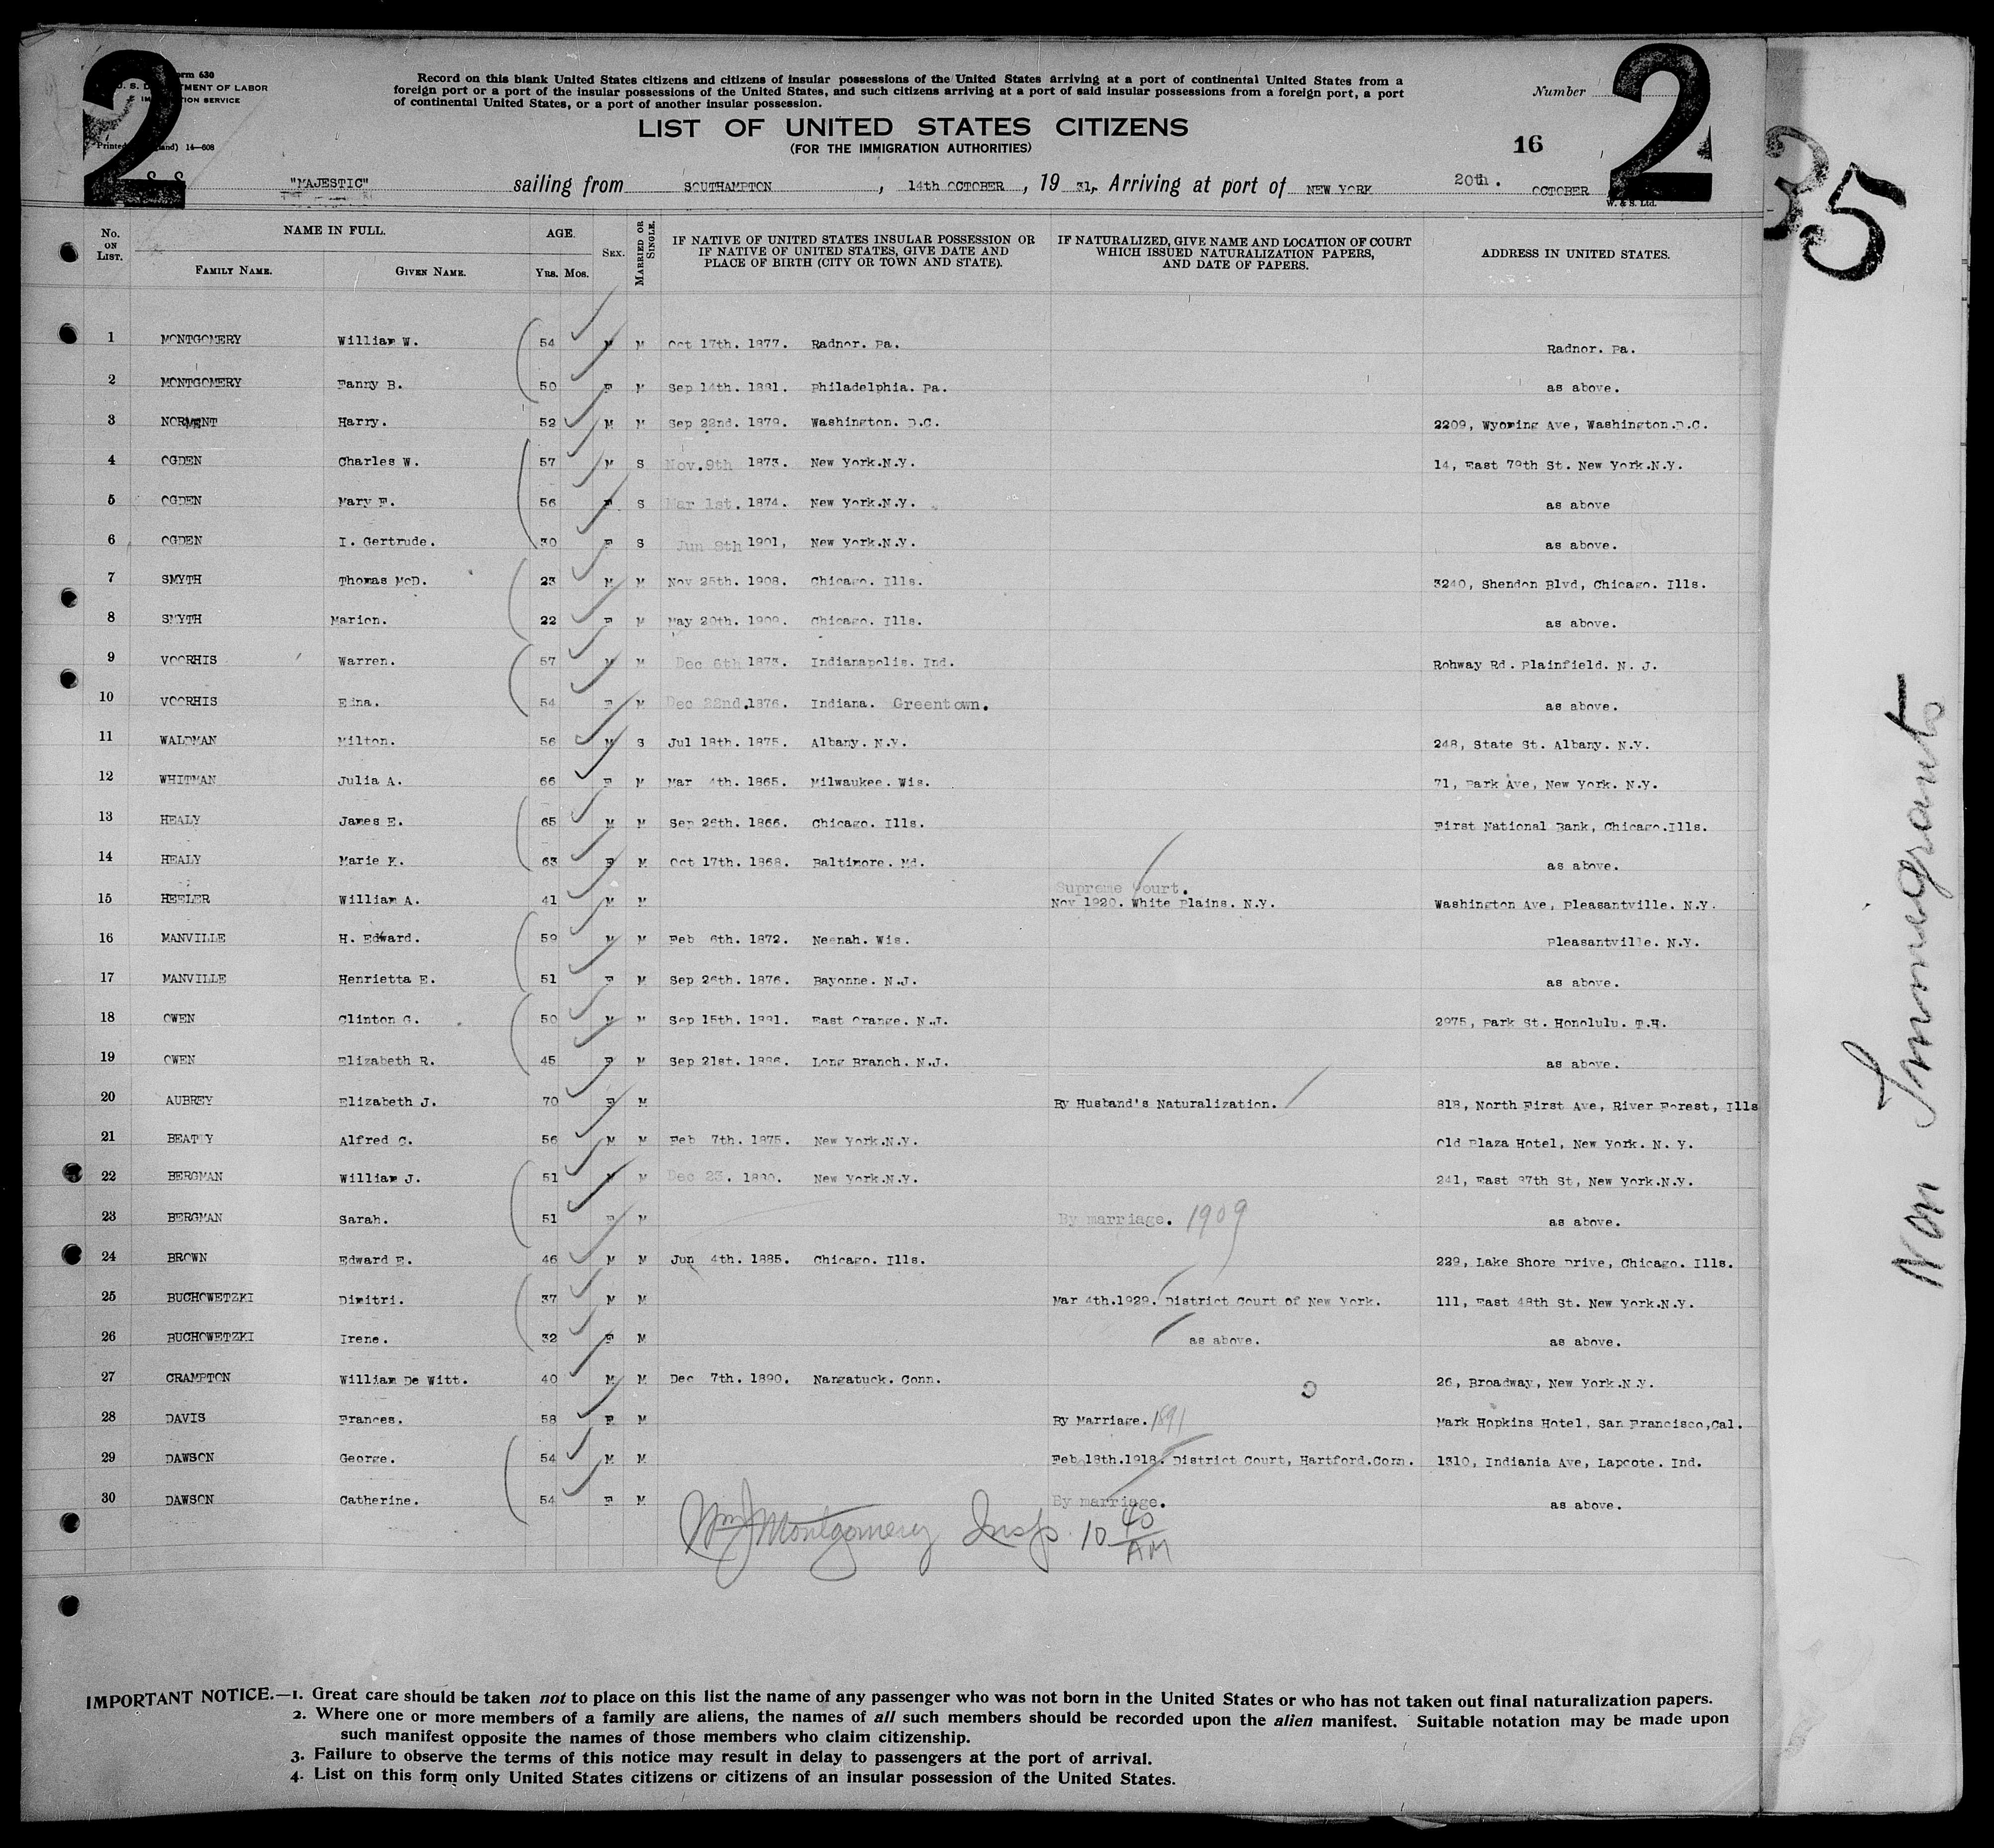 2 2
Form 630
U. S. DEPARTMENT OF LABOR
IMMIGRATION SERVICE
14—608
Record on this blank United States citizens and citizens of insular possessions of the United States arriving at a port of continental United States from a
foreign port or a port of the insular possessions of the United States, and such citizens arriving at a port of said insular possessions from a foreign port, a port
of continental United States, or a port of another insular possession.
Number
LIST OF UNITED STATES CITIZENS
(FOR THE IMMIGRATION AUTHORITIES)
16
35
S. S. "MAJESTIC" sailing from SOUTHAMPTON, 14th OCTOBER, 19 31, Arriving at port of NEW YORK 20th. OCTOBER
W. & S. Ltd.
No. ON LIST. NAME IN FULL. FAMILY NAME. GIVEN NAME. AGE. YRS. MOS. SEX. MARRIED OR SINGLE. IF NATIVE OF UNITED STATES INSULAR POSSESSION OR IF NATIVE OF UNITED STATES, GIVE DATE AND PLACE OF BIRTH (CITY OR TOWN AND STATE). IF NATURALIZED, GIVE NAME AND LOCATION OF COURT WHICH ISSUED NATURALIZATION PAPERS, AND DATE OF PAPERS. ADDRESS IN UNITED STATES.
1 MONTGOMERY William W. 54 M M Oct 17th. 1877. Radnor. Pa. Radnor. Pa.
2 MONTGOMERY Fanny B. 50 F M Sep 14th. 1881. Philadelphia. Pa. as above.
3 NORMENT Harry. 52 M M Sep 22nd. 1879. Washington. D.C. 2209, Wyoming Ave, Washington.D.C.
4 OGDEN Charles W. 57 M S Nov.9th 1873. New York.N.Y. 14, East 79th St. New York.N.Y.
5 OGDEN Mary F. 56 F S Mar 1st. 1874. New York.N.Y. as above
6 OGDEN I. Gertrude. 30 F S Jun 9th 1901, New York.N.Y. as above.
7 SMYTH Thomas McD. 23 M M Nov 25th. 1908. Chicago. Ills. 3240, Shendon Blvd, Chicago. Ills.
8 SMYTH Marion. 22 F M May 20th. 1909. Chicago. Ills. as above.
9 VOORHIS Warren. 57 M M Dec 6th 1873. Indianapolis. Ind. Rohway Rd. Plainfield. N. J.
10 VOORHIS Edna. 54 F M Dec 22nd.1876. Indiana. Greentown. as above.
11 WALDMAN Milton. 56 M S Jul 18th. 1875. Albany. N.Y. 248, State St. Albany. N.Y.
12 WHITMAN Julia A. 66 F M Mar 4th. 1865. Milwaukee. Wis. 71, Park Ave, New York. N.Y.
13 HEALY James E. 65 M M Sep 26th. 1866. Chicago. Ills. First National Bank, Chicago.Ills.
14 HEALY Marie K. 63 F M Oct 17th. 1868. Baltimore. Md. as above.
Supreme Court.
15 HEELER William A. 41 M M Nov 1920. White Plains. N.Y. Washington Ave, Pleasantville. N.Y.
16 MANVILLE H. Edward. 59 M M Feb 6th. 1872. Neenah. Wis. Pleasantville. N.Y.
17 MANVILLE Henrietta E. 51 F M Sep 26th. 1876. Bayonne. N.J. as above.
18 OWEN Clinton G. 50 M M Sep 15th. 1881. East Orange. N.J. 2975, Park St. Honolulu. T.H.
19 OWEN Elizabeth R. 45 F M Sep 21st. 1886. Long Branch. N.J. as above.
20 AUBREY Elizabeth J. 70 F M By Husband's Naturalization. 818, North First Ave, River Forest, Ills
21 BEATTY Alfred C. 56 M M Feb 7th. 1875. New York.N.Y. Old Plaza Hotel, New York. N. Y.
22 BERGMAN William J. 51 M M Dec 23. 1880. New York.N.Y. 241, East 87th St, New York.N.Y.
23 BERGMAN Sarah. 51 F M By marriage. 1909 as above.
24 BROWN Edward E. 46 M M Jun 4th. 1885. Chicago. Ills. 229, Lake Shore Drive, Chicago. Ills.
25 BUCHOWETZKI Dimitri. 37 M M Mar 4th.1929. District Court of New York. 111, East 48th St. New York.N.Y.
26 BUCHOWETZKI Irene. 32 F M as above. as above.
27 CRAMPTON William De Witt. 40 M M Dec 7th. 1890. Nangatuck. Conn. 26, Broadway, New York.N.Y.
28 DAVIS Frances. 58 F M By Marriage. 1891 Mark Hopkins Hotel, San Francisco,Cal.
29 DAWSON George. 54 M M Feb 18th.1918. District Court, Hartford.Conn. 1310, Indiania Ave, Lapcote. Ind.
30 DAWSON Catherine. 54 F M By marriage. as above.
Wm J Montgomery Insp. 10 40 AM
Non Immigrants
IMPORTANT NOTICE.—1. Great care should be taken not to place on this list the name of any passenger who was not born in the United States or who has not taken out final naturalization papers.
2. Where one or more members of a family are aliens, the names of all such members should be recorded upon the alien manifest. Suitable notation may be made upon
such manifest opposite the names of those members who claim citizenship.
3. Failure to observe the terms of this notice may result in delay to passengers at the port of arrival.
4. List on this form only United States citizens or citizens of an insular possession of the United States.